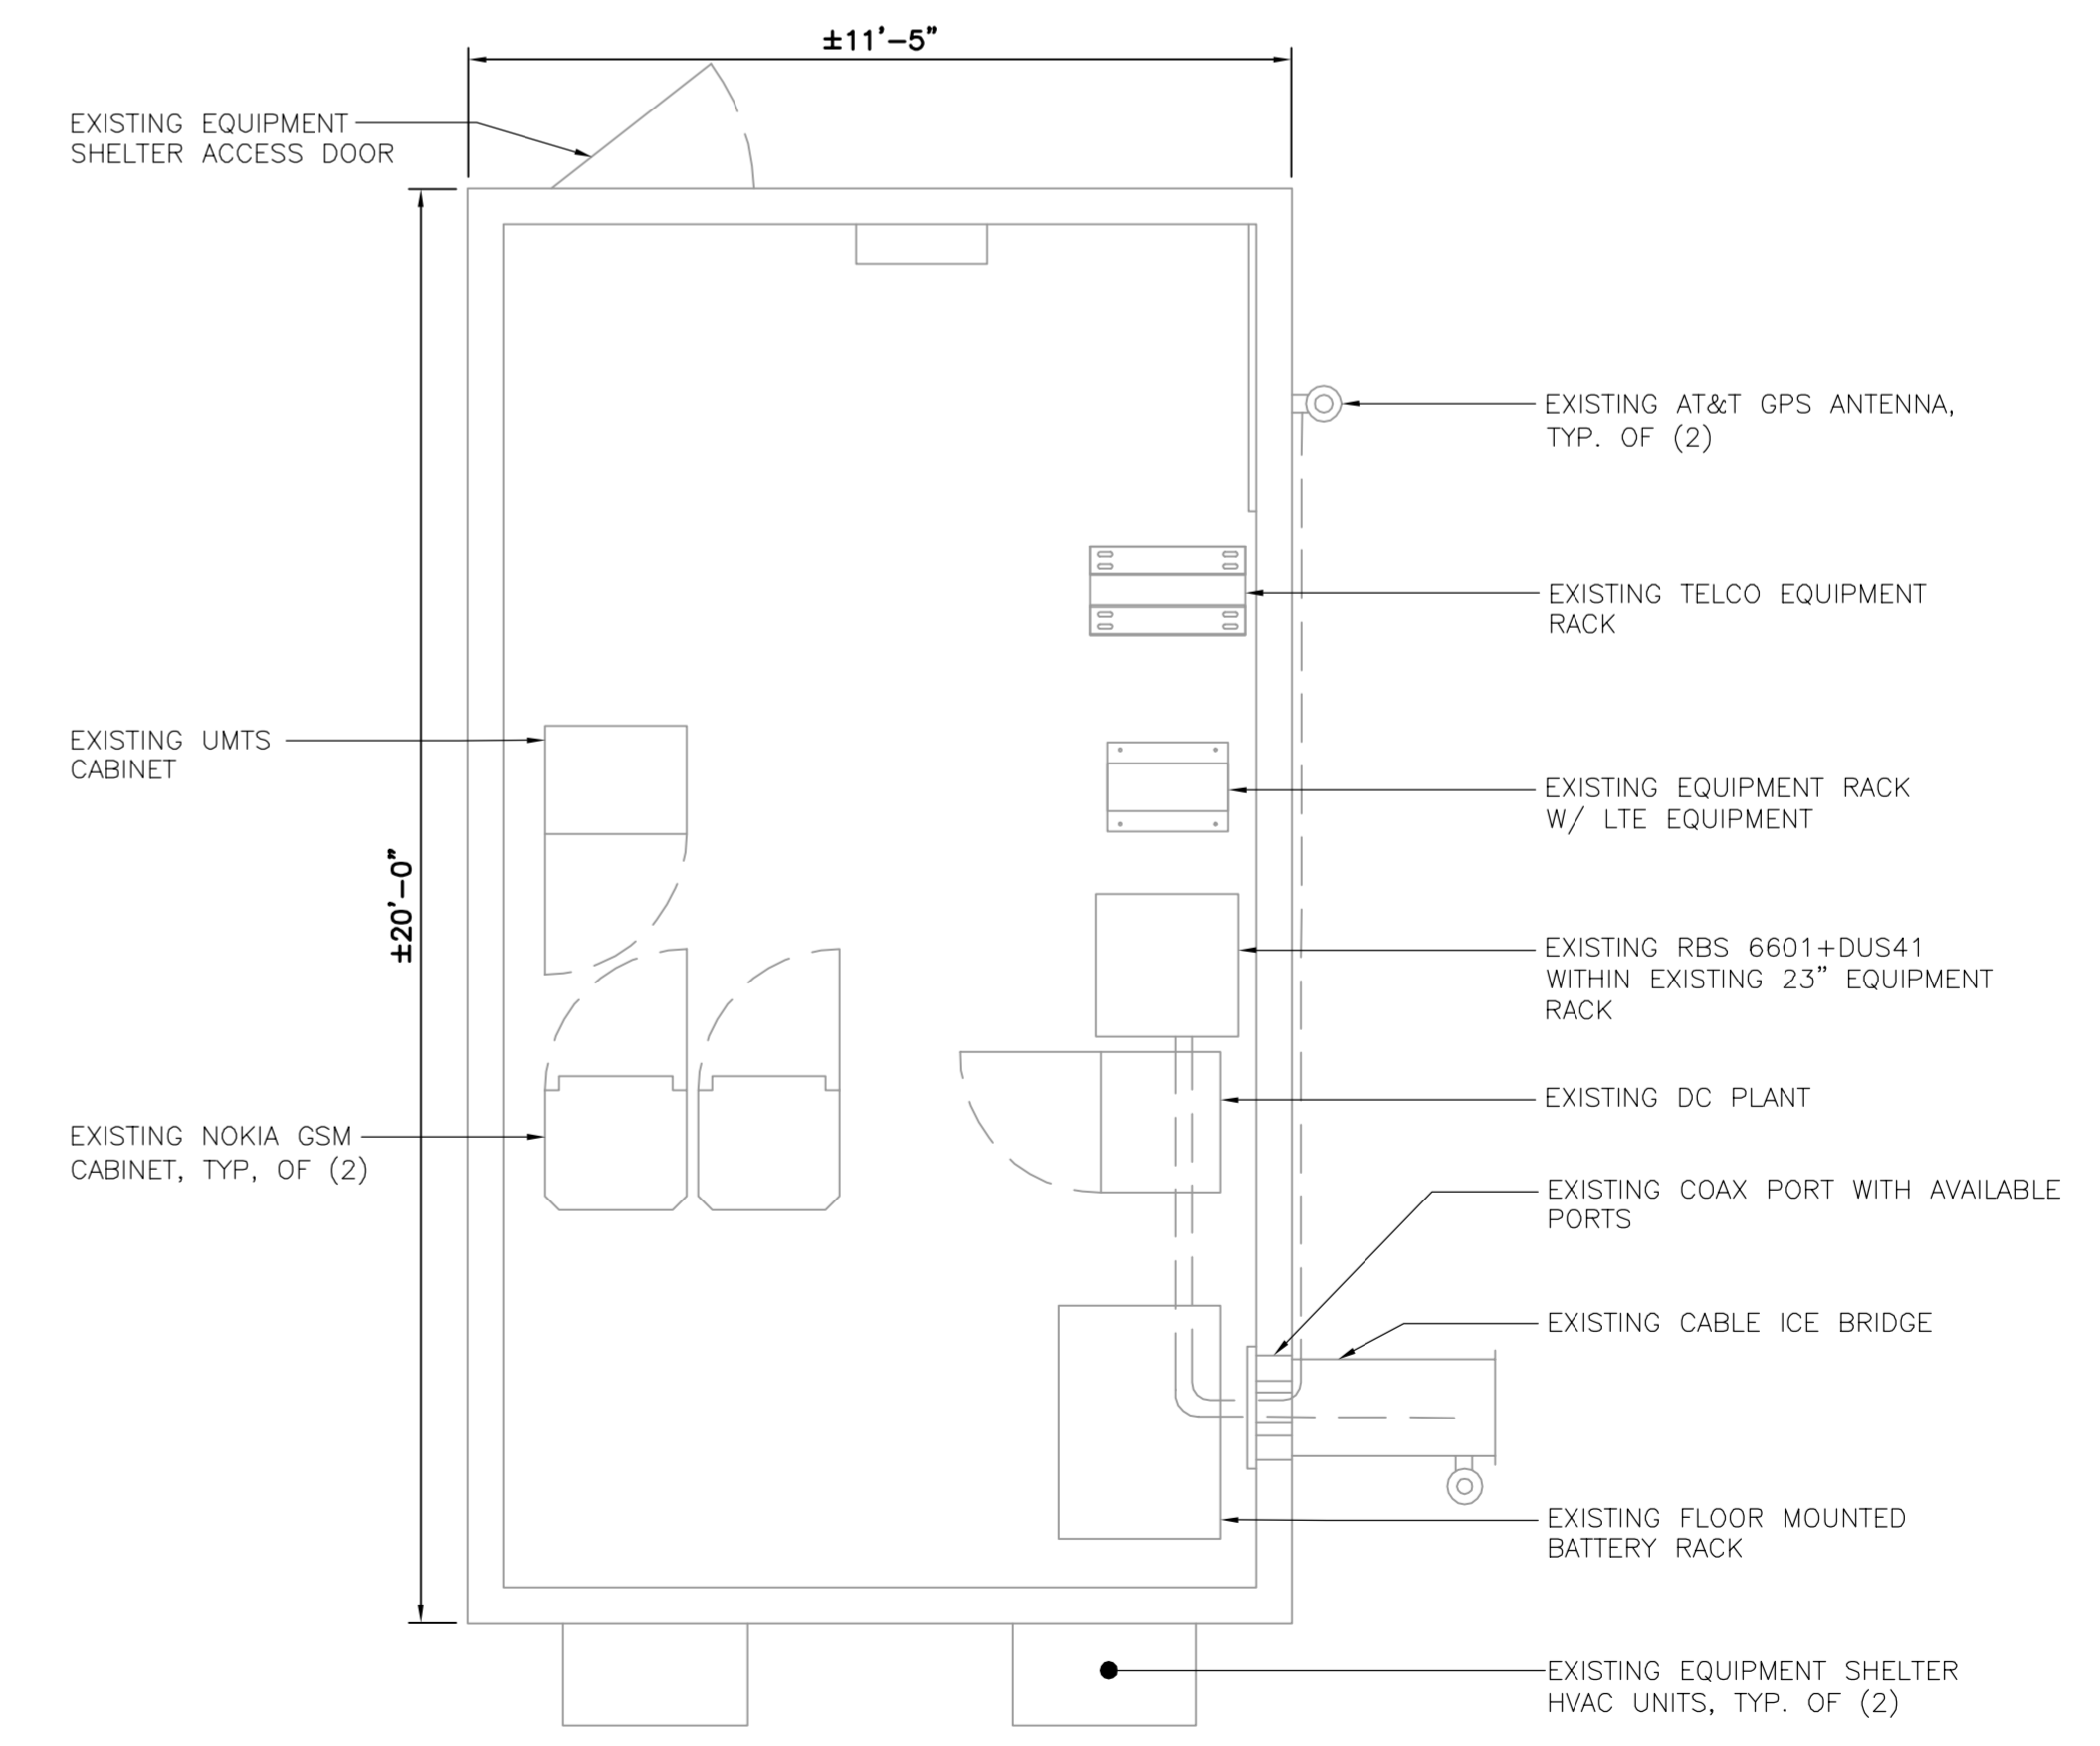 ±11'-5"
EXISTING EQUIPMENT
SHELTER ACCESS DOOR
EXISTING AT&T GPS ANTENNA,
TYP. OF (2)
EXISTING TELCO EQUIPMENT
RACK
EXISTING UMTS
CABINET
EXISTING EQUIPMENT RACK
W/ LTE EQUIPMENT
±20'-0"
EXISTING RBS 6601+DUS41
WITHIN EXISTING 23" EQUIPMENT
RACK
EXISTING DC PLANT
EXISTING NOKIA GSM
CABINET, TYP, OF (2)
EXISTING COAX PORT WITH AVAILABLE
PORTS
EXISTING CABLE ICE BRIDGE
EXISTING FLOOR MOUNTED
BATTERY RACK
EXISTING EQUIPMENT SHELTER
HVAC UNITS, TYP. OF (2)